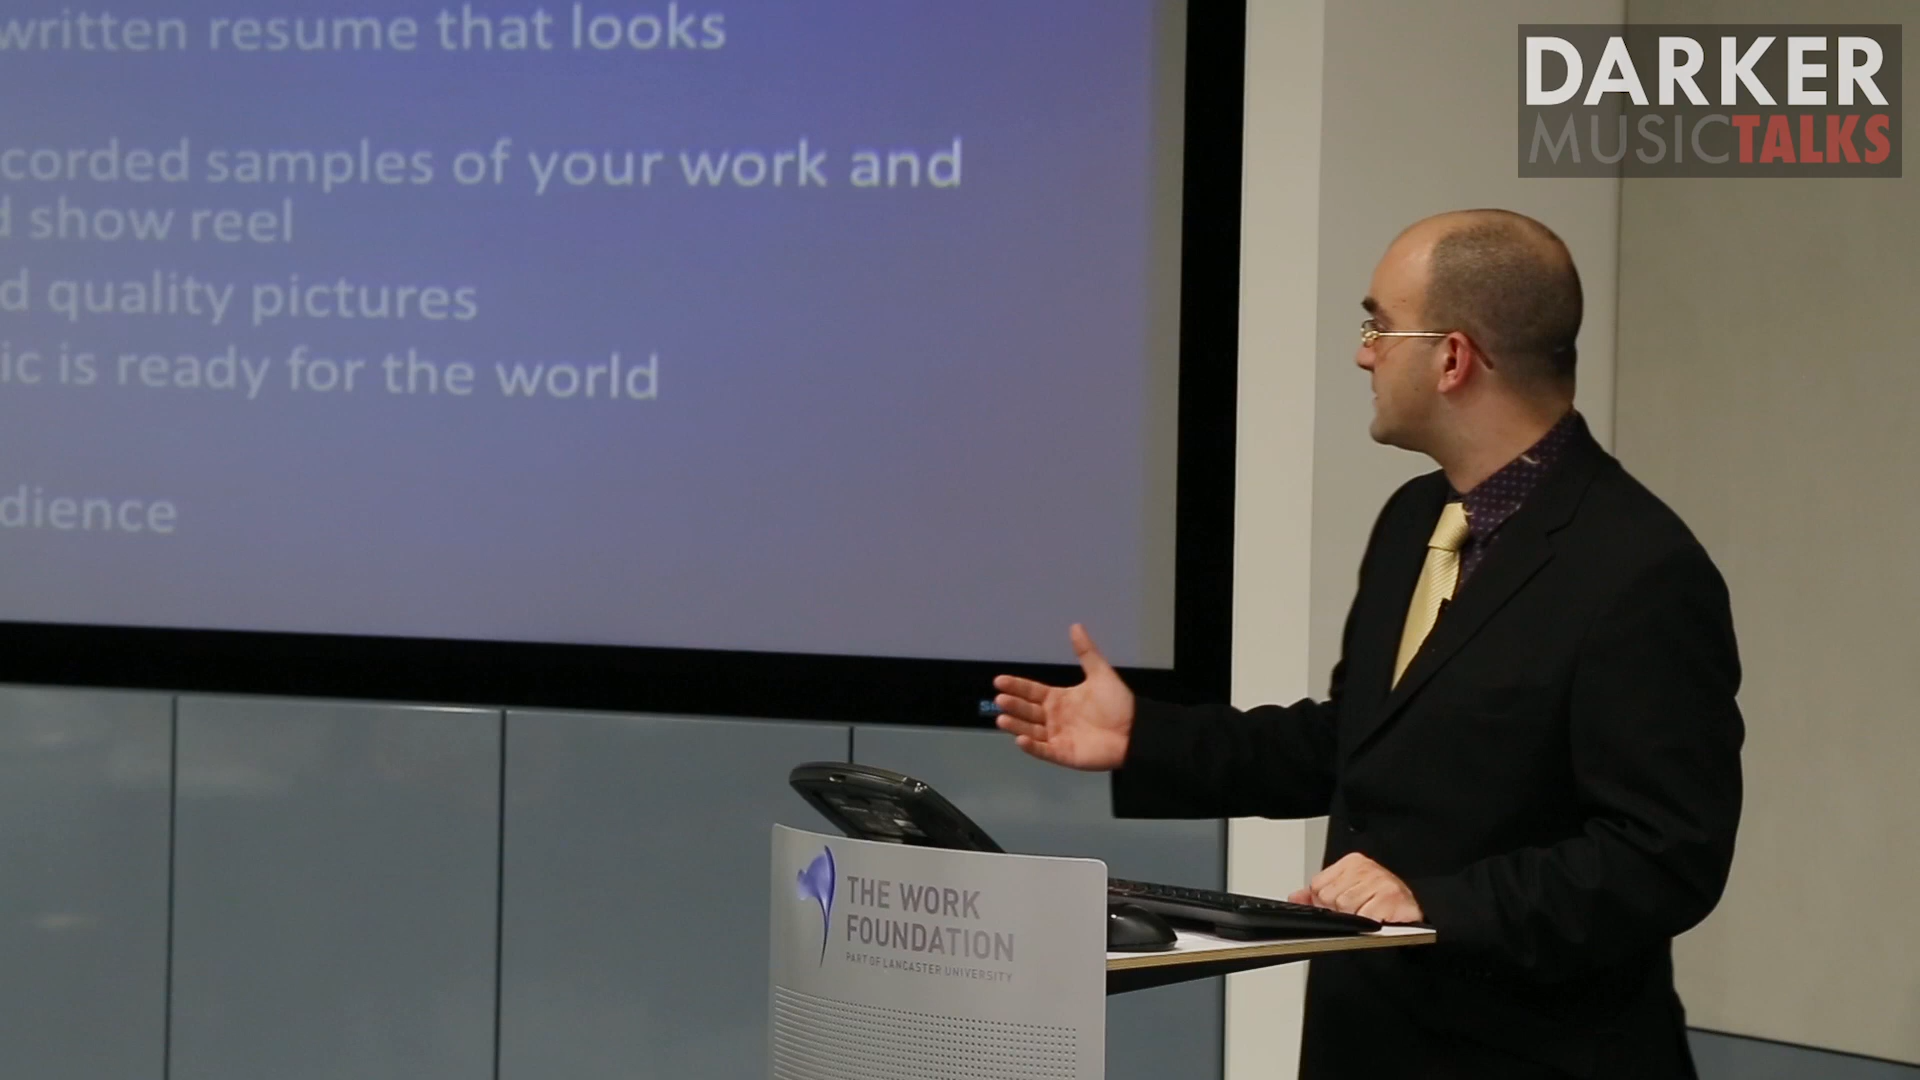 written resume that looks
corded samples of your work and
d show reel
d quality pictures
ic is ready for the world
dience
DARKER
MUSICTALKS
THE WORK
FOUNDATION
PART OF LANCASTER UNIVERSITY